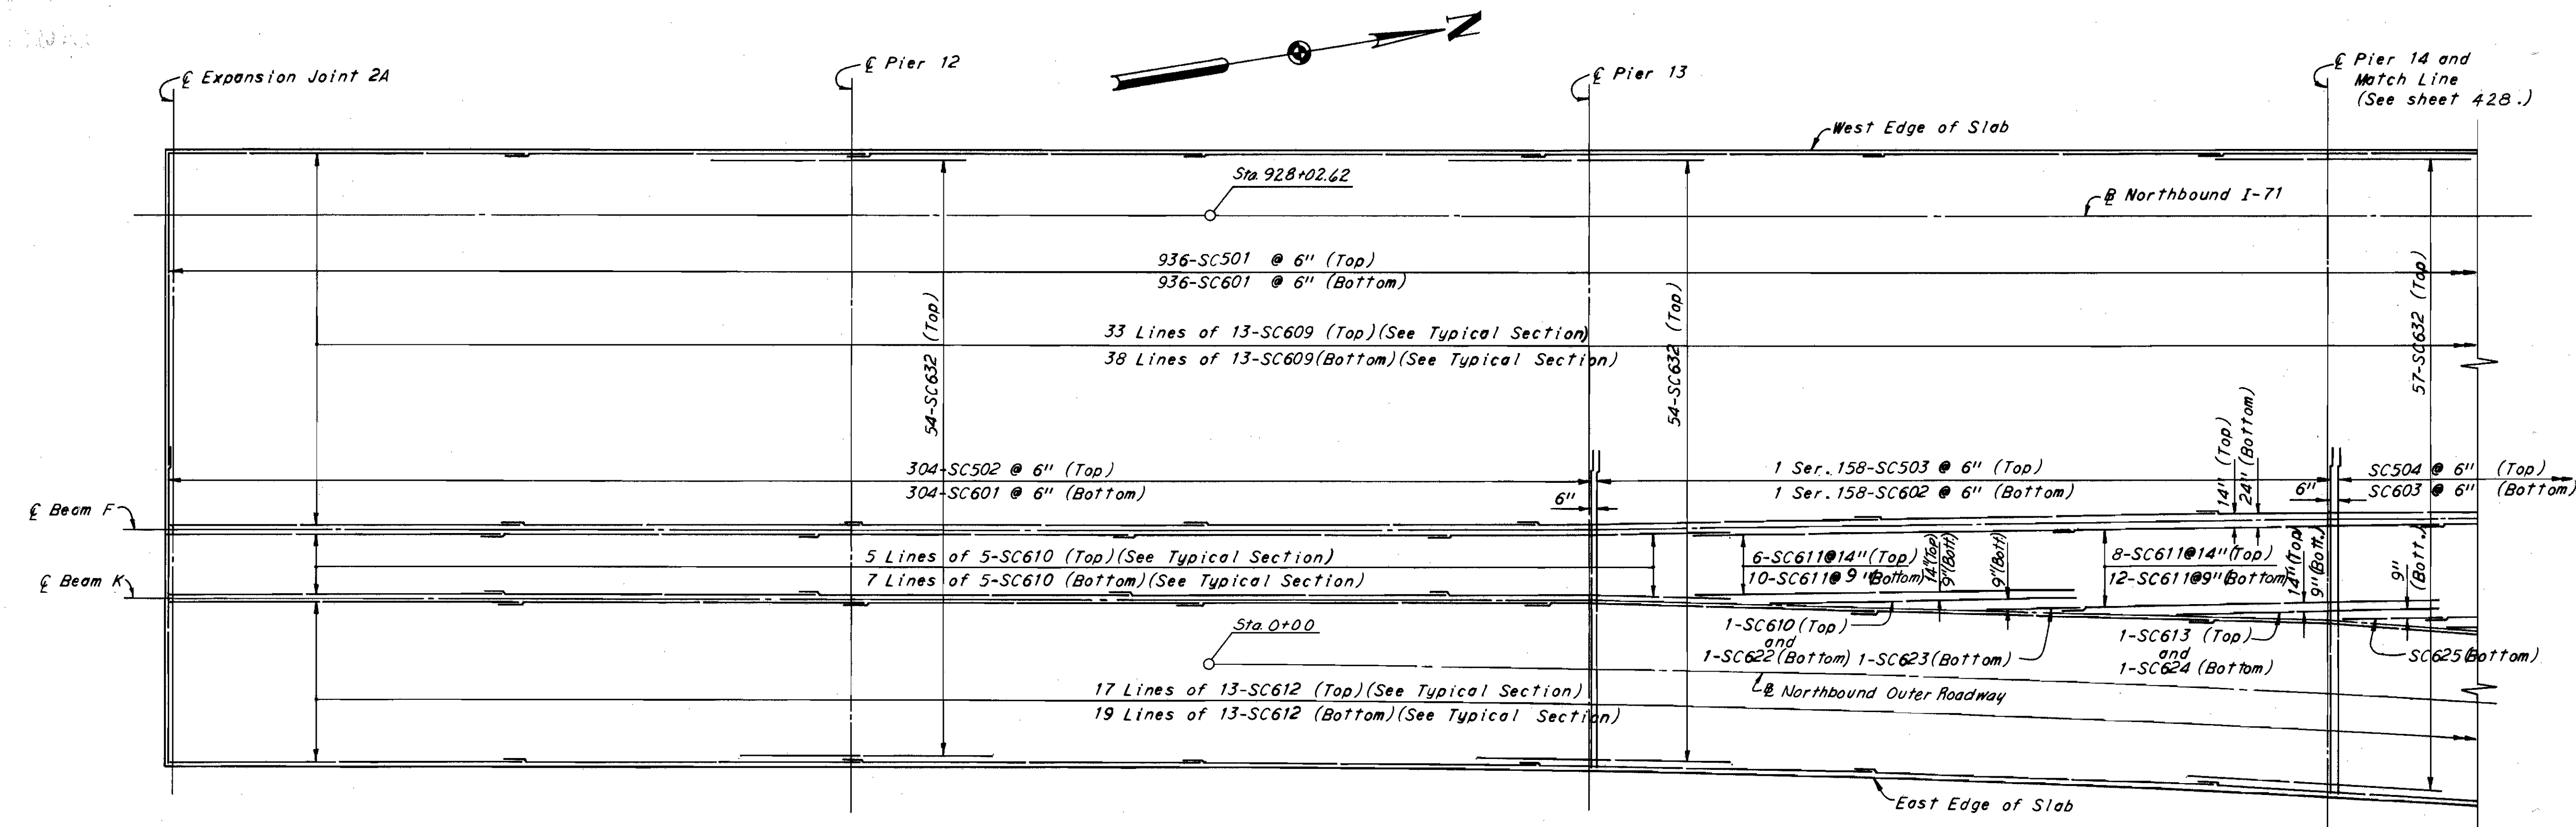 N
℄ Expansion Joint 2A
℄ Pier 12
℄ Pier 13
℄ Pier 14 and
Match Line
(See sheet 428.)
West Edge of Slab
Sta. 928+02.62
℄ Northbound I-71
936-SC501 @ 6" (Top)
936-SC601 @ 6" (Bottom)
33 Lines of 13-SC609 (Top)(See Typical Section)
38 Lines of 13-SC609(Bottom)(See Typical Section)
54-SC632 (Top)
54-SC632 (Top)
57-SC632 (Top)
304-SC502 @ 6" (Top)
304-SC601 @ 6" (Bottom)
6"
1 Ser. 158-SC503 @ 6" (Top)
1 Ser. 158-SC602 @ 6" (Bottom)
14" (Top)
24" (Bottom)
6"
SC504 @ 6" (Top)
SC603 @ 6" (Bottom)
℄ Beam F
℄ Beam K
5 Lines of 5-SC610 (Top)(See Typical Section)
7 Lines of 5-SC610 (Bottom)(See Typical Section)
6-SC611@14"(Top)
10-SC611@ 9"(Bottom)
14"(Top)
9"(Bott)
9"(Bott)
8-SC611@14"(Top)
12-SC611@9"(Bottom)
14"(Top)
9"(Bott.)
9"
(Bott.)
Sta. 0+00
1-SC610 (Top)
and
1-SC622(Bottom)
1-SC623(Bottom)
1-SC613 (Top)
and
1-SC624 (Bottom)
SC625(Bottom)
17 Lines of 13-SC612 (Top)(See Typical Section)
19 Lines of 13-SC612 (Bottom)(See Typical Section)
℄ Northbound Outer Roadway
East Edge of Slab